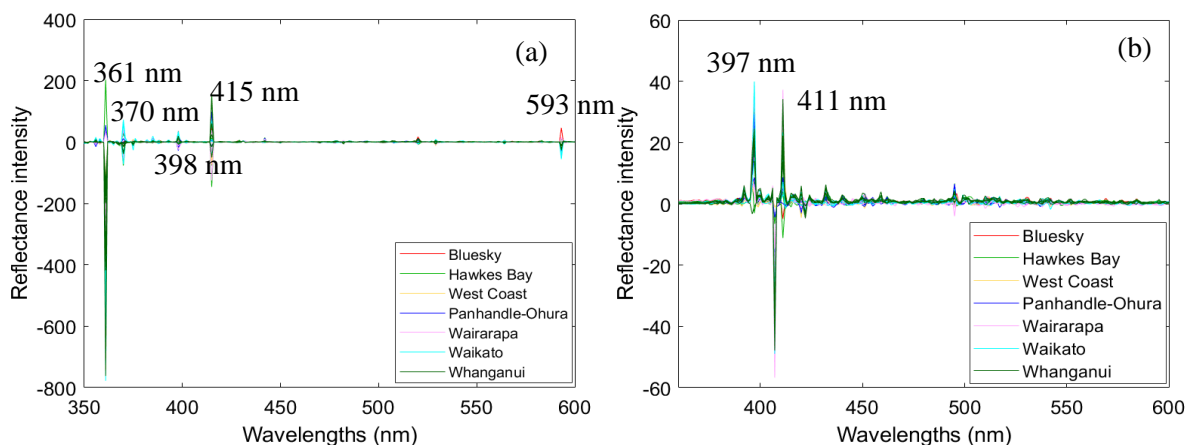 (a)
361 nm
370 nm
415 nm
398 nm
593 nm
Reflectance intensity
400
200
0
-200
-400
-600
-800
350
400
450
500
550
600
Wavelengths (nm)
Bluesky
Hawkes Bay
West Coast
Panhandle-Ohura
Wairarapa
Waikato
Whanganui
(b)
397 nm
411 nm
Reflectance intensity
60
40
20
0
-20
-40
-60
400
450
500
550
600
Wavelengths (nm)
Bluesky
Hawkes Bay
West Coast
Panhandle-Ohura
Wairarapa
Waikato
Whanganui